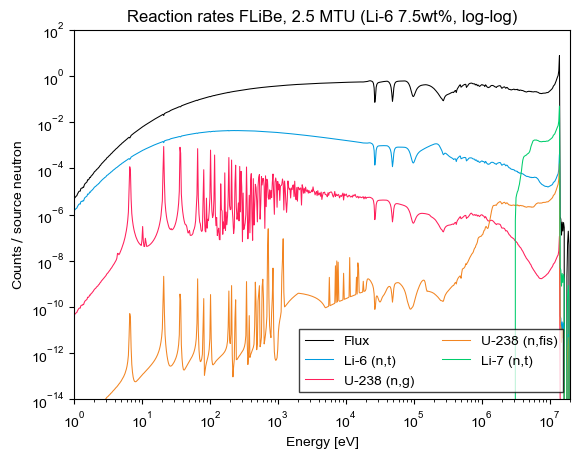 Reaction rates FLiBe, 2.5 MTU (Li-6 7.5wt%, log-log)
Counts / source neutron
10^2
10^0
10^-2
10^-4
10^-6
10^-8
10^-10
10^-12
10^-14
Flux
Li-6 (n,t)
U-238 (n,g)
U-238 (n,fis)
Li-7 (n,t)
10^0 10^1 10^2 10^3 10^4 10^5 10^6 10^7
Energy [eV]